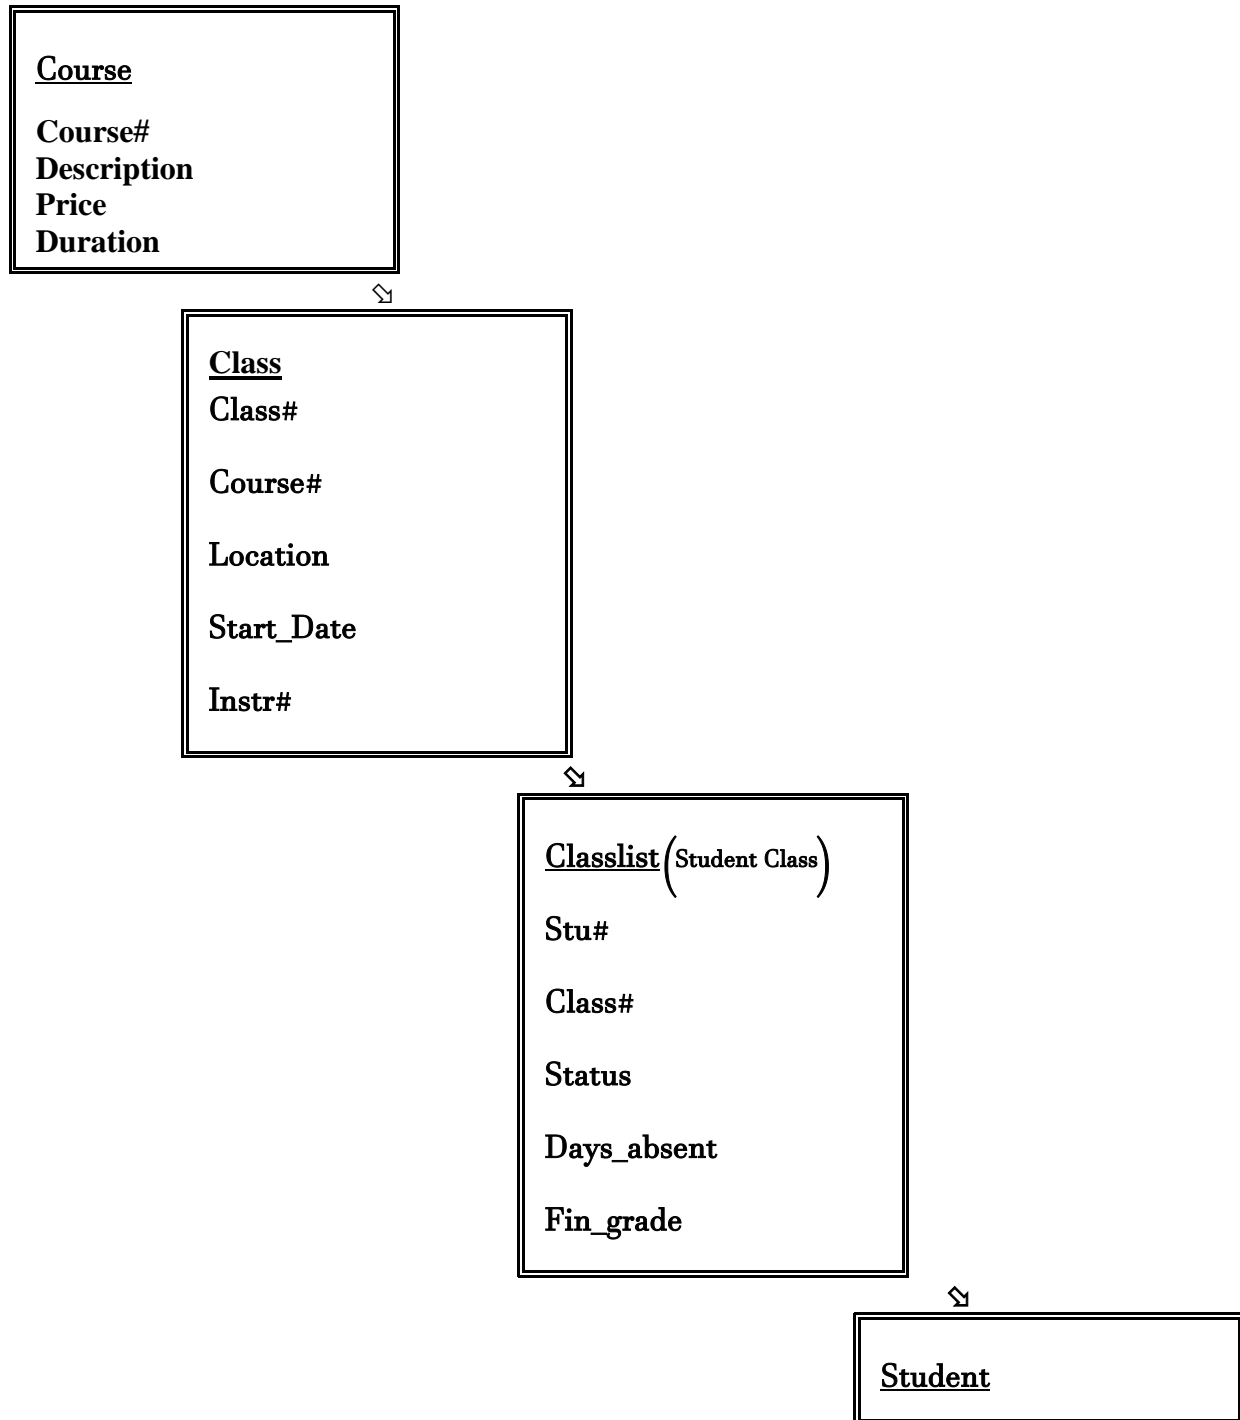 Course
Course#
Description
Price
Duration
Class
Class#
Course#
Location
Start_Date
Instr#
Classlist(Student Class)
Stu#
Class#
Status
Days_absent
Fin_grade
Student